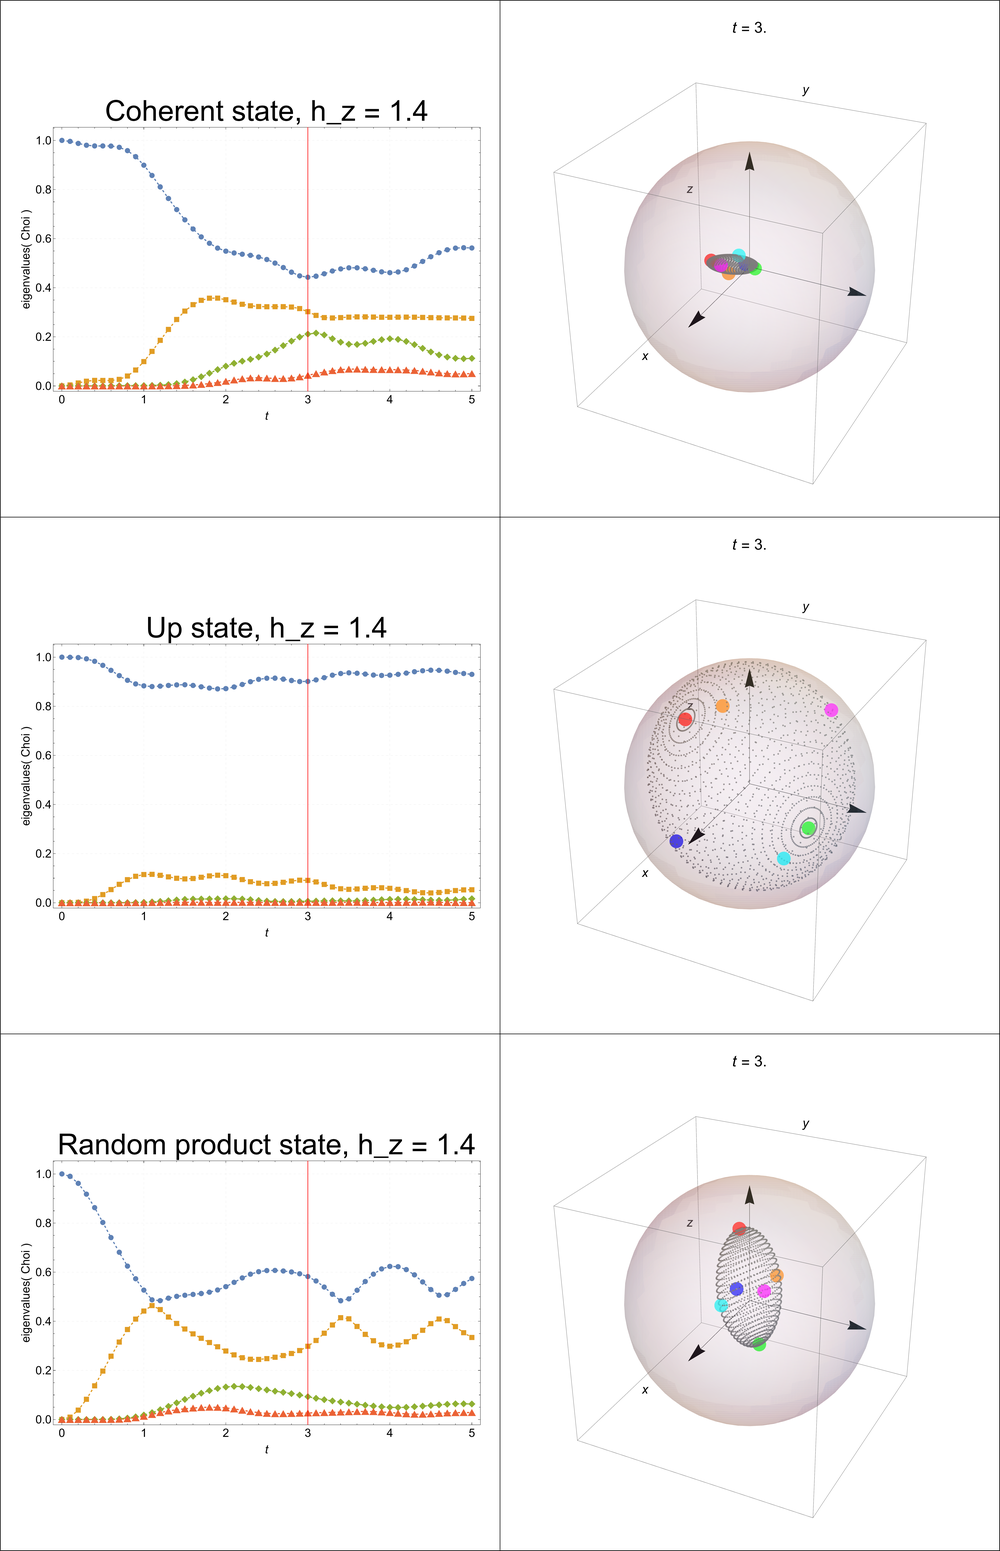 t = 3.
Coherent state, h_z = 1.4
eigenvalues( Choi )
1.0
0.8
0.6
0.4
0.2
0.0
0 1 2 3 4 5
t
y
z
x
t = 3.
Up state, h_z = 1.4
eigenvalues( Choi )
1.0
0.8
0.6
0.4
0.2
0.0
0 1 2 3 4 5
t
y
z
x
t = 3.
Random product state, h_z = 1.4
eigenvalues( Choi )
1.0
0.8
0.6
0.4
0.2
0.0
0 1 2 3 4 5
t
y
z
x